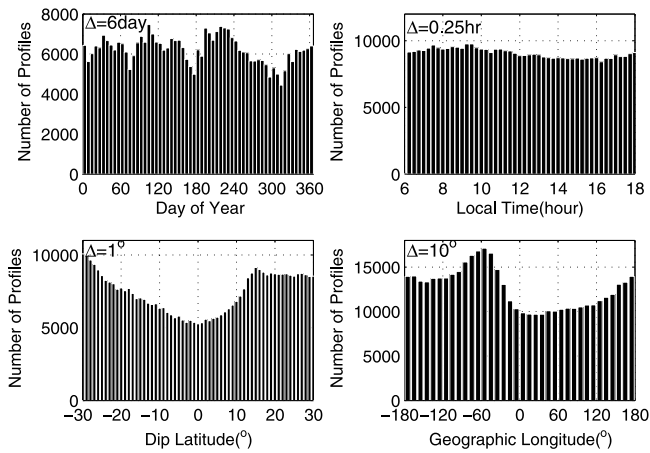 Δ=6day
8000
6000
4000
2000
0
Number of Profiles
0 60 120 180 240 300 360
Day of Year
Δ=0.25hr
10000
5000
0
Number of Profiles
6 8 10 12 14 16 18
Local Time(hour)
Δ=1°
10000
5000
0
Number of Profiles
−30 −20 −10 0 10 20 30
Dip Latitude(°)
Δ=10°
15000
10000
5000
0
Number of Profiles
−180 −120 −60 0 60 120 180
Geographic Longitude(°)